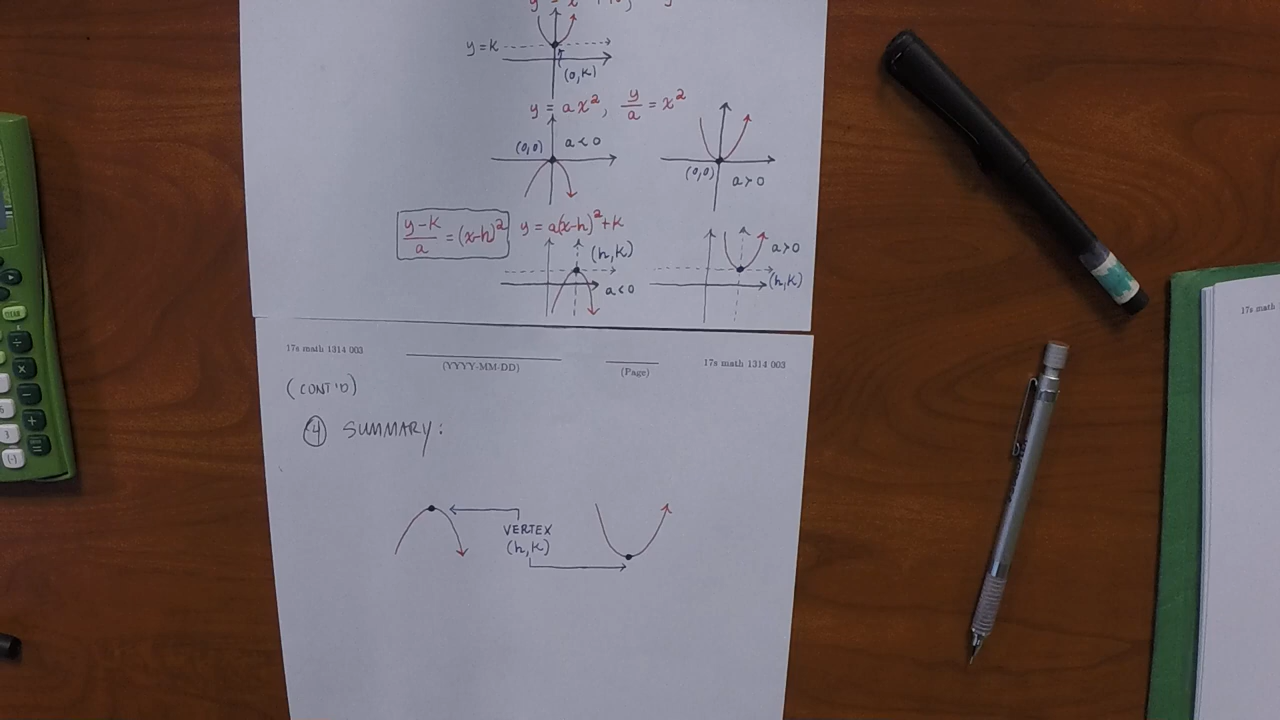 y = k
(0,k)
y = ax², y/a = x²
(0,0) a < 0
(0,0) a > 0
(y-k)/a = (x-h)² y = a(x-h)² + k
(h,k) a < 0
a > 0 (h,k)
17s math 1314 003 (YYYY-MM-DD) (Page) 17s math 1314 003
(CONT'D)
④ SUMMARY:
VERTEX
(h,k)
CLEAR
÷
×
−
+
(-)
17s math